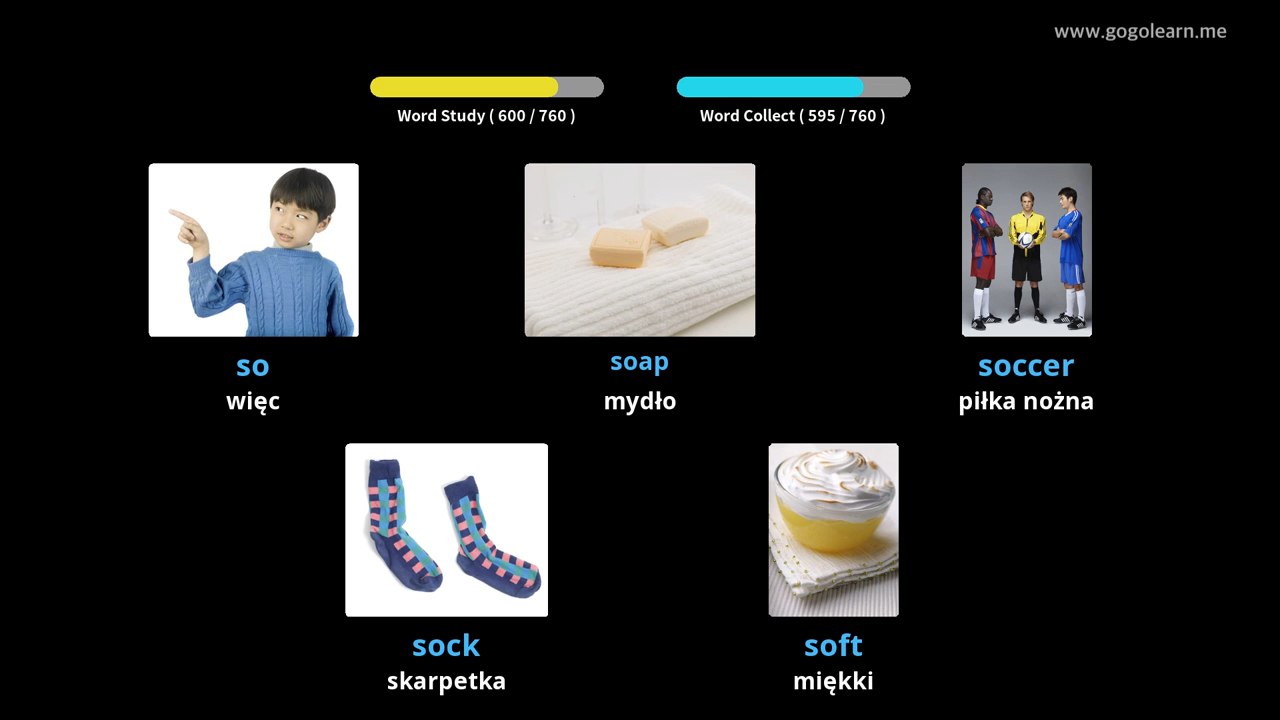 www.gogolearn.me
Word Study ( 600 / 760 )
Word Collect ( 595 / 760 )
so
więc
soap
mydło
soccer
piłka nożna
sock
skarpetka
soft
miękki